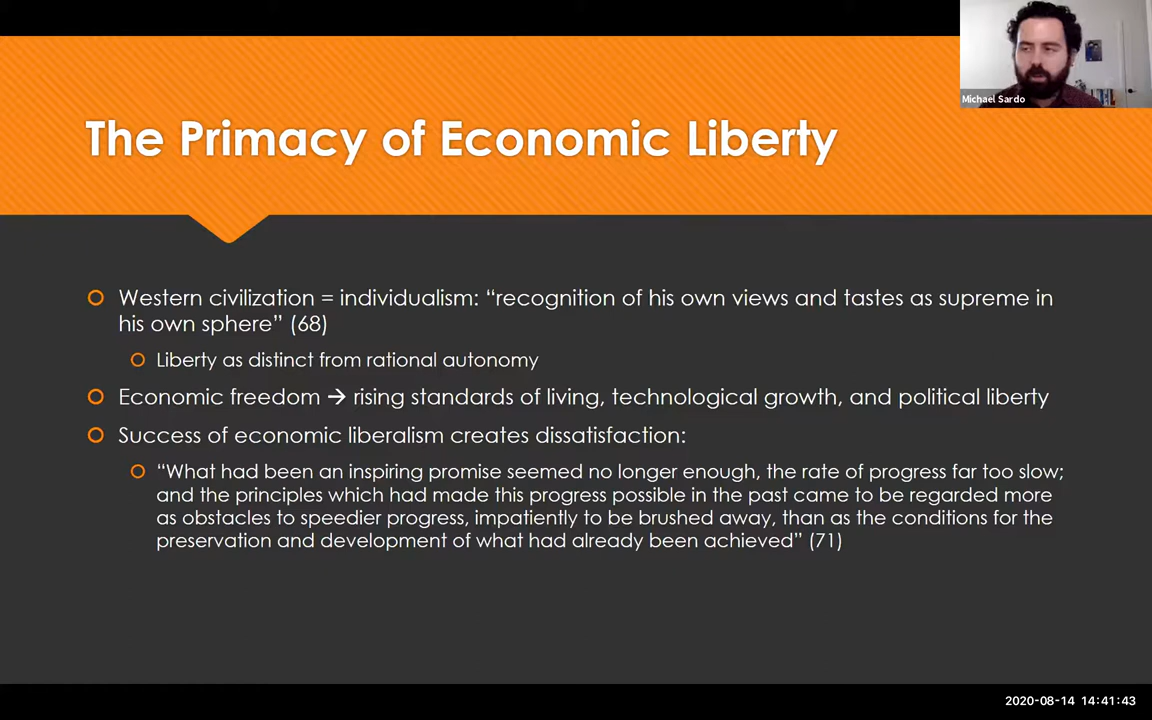 Michael Sardo
The Primacy of Economic Liberty
Western civilization = individualism: “recognition of his own views and tastes as supreme in
his own sphere” (68)
Liberty as distinct from rational autonomy
Economic freedom → rising standards of living, technological growth, and political liberty
Success of economic liberalism creates dissatisfaction:
“What had been an inspiring promise seemed no longer enough, the rate of progress far too slow;
and the principles which had made this progress possible in the past came to be regarded more
as obstacles to speedier progress, impatiently to be brushed away, than as the conditions for the
preservation and development of what had already been achieved” (71)
2020-08-14 14:41:43